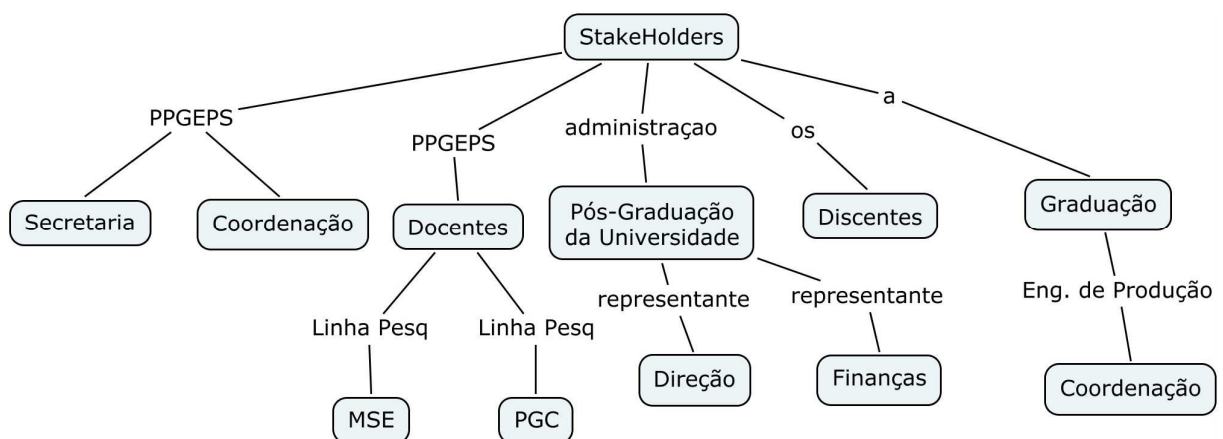 StakeHolders
a
PPGEPS
administraçao
os
PPGEPS
Secretaria
Coordenação
Docentes
Pós-Graduação
da Universidade
Discentes
Graduação
Linha Pesq
Linha Pesq
representante
representante
Eng. de Produção
MSE
PGC
Direção
Finanças
Coordenação